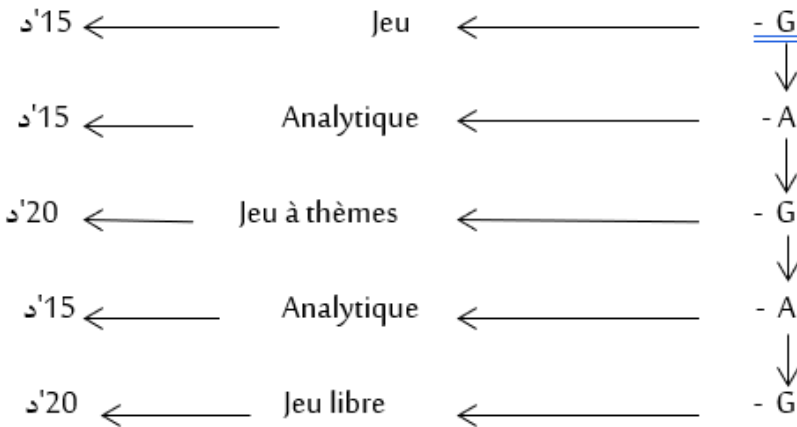 - G Jeu 15'د
- A Analytique 15'د
- G Jeu à thèmes 20'د
- A Analytique 15'د
- G Jeu libre 20'د